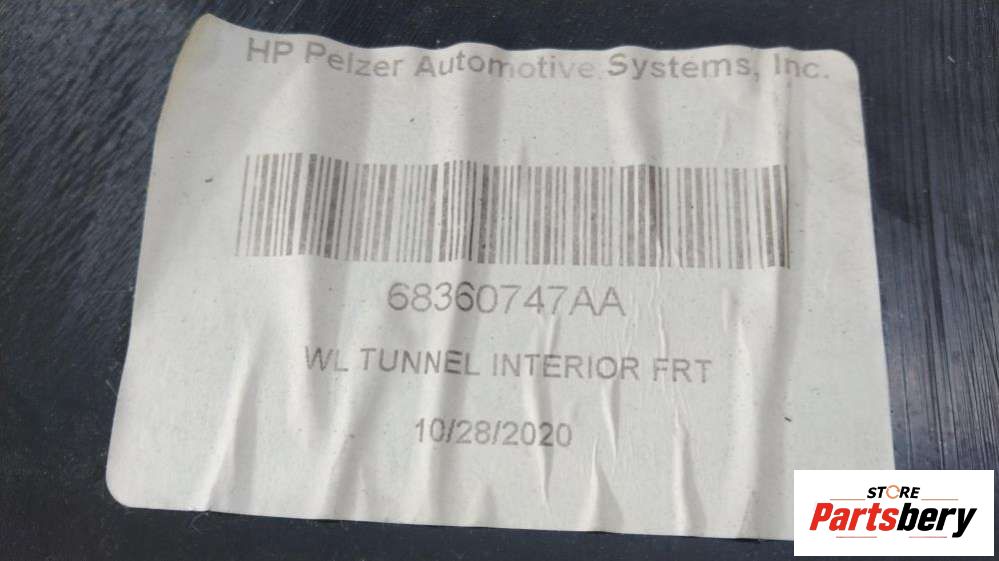 HP Pelzer Automotive Systems, Inc.
68360747AA
WL TUNNEL INTERIOR FRT
10/28/2020
STORE
Partsbery